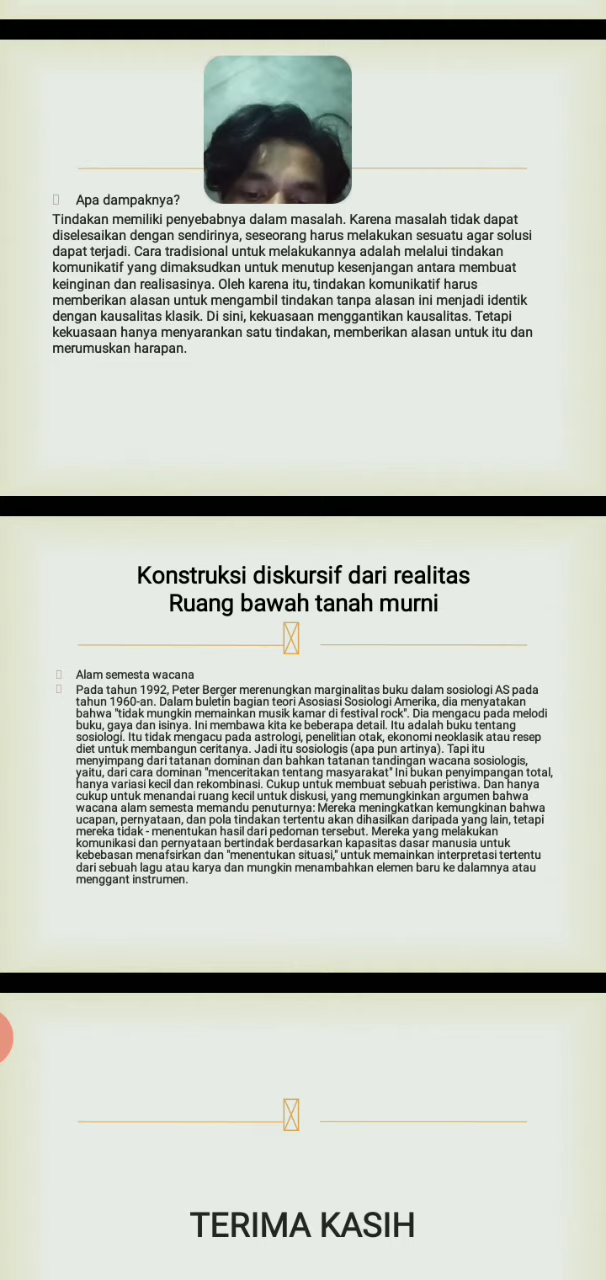 Apa dampaknya?
Tindakan memiliki penyebabnya dalam masalah. Karena masalah tidak dapat
diselesaikan dengan sendirinya, seseorang harus melakukan sesuatu agar solusi
dapat terjadi. Cara tradisional untuk melakukannya adalah melalui tindakan
komunikatif yang dimaksudkan untuk menutup kesenjangan antara membuat
keinginan dan realisasinya. Oleh karena itu, tindakan komunikatif harus
memberikan alasan untuk mengambil tindakan tanpa alasan ini menjadi identik
dengan kausalitas klasik. Di sini, kekuasaan menggantikan kausalitas. Tetapi
kekuasaan hanya menyarankan satu tindakan, memberikan alasan untuk itu dan
merumuskan harapan.
Konstruksi diskursif dari realitas
Ruang bawah tanah murni
Alam semesta wacana
Pada tahun 1992, Peter Berger merenungkan marginalitas buku dalam sosiologi AS pada
tahun 1960-an. Dalam buletin bagian teori Asosiasi Sosiologi Amerika, dia menyatakan
bahwa "tidak mungkin memainkan musik kamar di festival rock". Dia mengacu pada melodi
buku, gaya dan isinya. Ini membawa kita ke beberapa detail. Itu adalah buku tentang
sosiologi. Itu tidak mengacu pada astrologi, penelitian otak, ekonomi neoklasik atau resep
diet untuk membangun ceritanya. Jadi itu sosiologis (apa pun artinya). Tapi itu
menyimpang dari tatanan dominan dan bahkan tatanan tandingan wacana sosiologis,
yaitu, dari cara dominan "menceritakan tentang masyarakat" Ini bukan penyimpangan total,
hanya variasi kecil dan rekombinasi. Cukup untuk membuat sebuah peristiwa. Dan hanya
cukup untuk menandai ruang kecil untuk diskusi, yang memungkinkan argumen bahwa
wacana alam semesta memandu penuturnya: Mereka meningkatkan kemungkinan bahwa
ucapan, pernyataan, dan pola tindakan tertentu akan dihasilkan daripada yang lain, tetapi
mereka tidak - menentukan hasil dari pedoman tersebut. Mereka yang melakukan
komunikasi dan pernyataan bertindak berdasarkan kapasitas dasar manusia untuk
kebebasan menafsirkan dan "menentukan situasi," untuk memainkan interpretasi tertentu
dari sebuah lagu atau karya dan mungkin menambahkan elemen baru ke dalamnya atau
menggant instrumen.
TERIMA KASIH